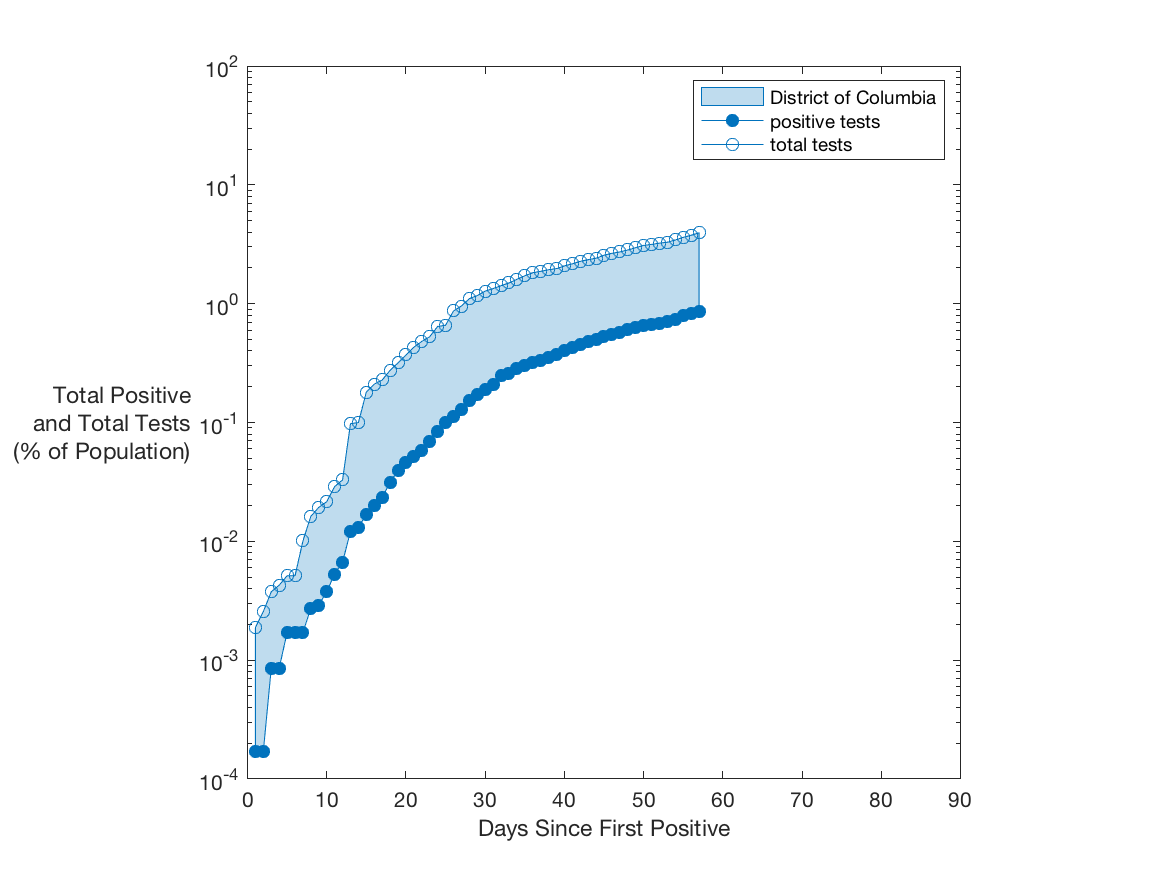 10^2
10^1
10^0
10^-1
10^-2
10^-3
10^-4
Total Positive
and Total Tests
(% of Population)
District of Columbia
positive tests
total tests
0 10 20 30 40 50 60 70 80 90
Days Since First Positive